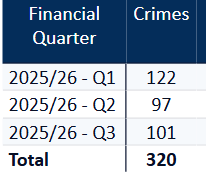 Financial Quarter Crimes
2025/26 - Q1 122
2025/26 - Q2 97
2025/26 - Q3 101
Total 320